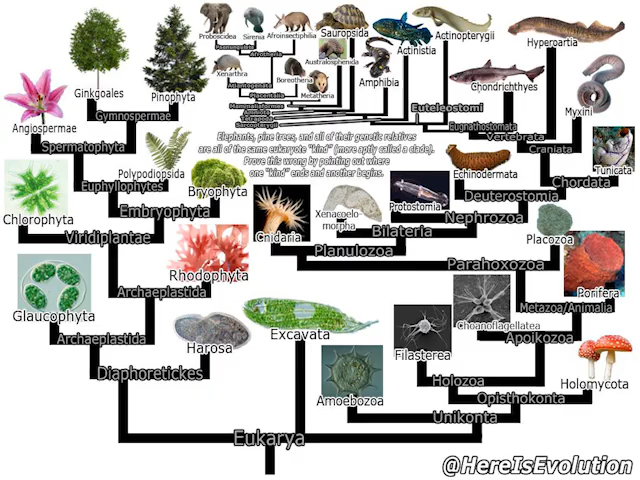 Proboscidea
Sirenia
Afroinsectiphilia
Sauropsida
Actinistia
Actinopterygii
Hyperoartia
Paenungulata
Afrotheria
Australosphenida
Ginkgoales
Pinophyta
Xenarthra
Boreotheria
Metatheria
Amphibia
Chondrichthyes
Atlantogenata
Placentalia
Mammaliaformes
Sarcopterygii
Euteleostomi
Myxini
Angiospermae
Gymnospermae
Eugnathostomata
Vertebrata
Craniata
Elephants, pine trees, and all of their genetic relatives
are all of the same eukaryote "kind" (more aptly called a clade).
Prove this wrong by pointing out where
one "kind" ends and another begins.
Spermatophyta
Polypodiopsida
Echinodermata
Tunicata
Euphyllophytes
Bryophyta
Chordata
Deuterostomia
Protostomia
Xenacoelo-
morpha
Embryophyta
Nephrozoa
Chlorophyta
Viridiplantae
Cnidaria
Bilateria
Placozoa
Planulozoa
Parahoxozoa
Rhodophyta
Archaeplastida
Porifera
Metazoa/Animalia
Glaucophyta
Choanoflagellatea
Archaeplastida
Harosa
Excavata
Apoikozoa
Filasterea
Diaphoretickes
Holozoa
Holomycota
Amoebozoa
Opisthokonta
Unikonta
Eukarya
@HereIsEvolution